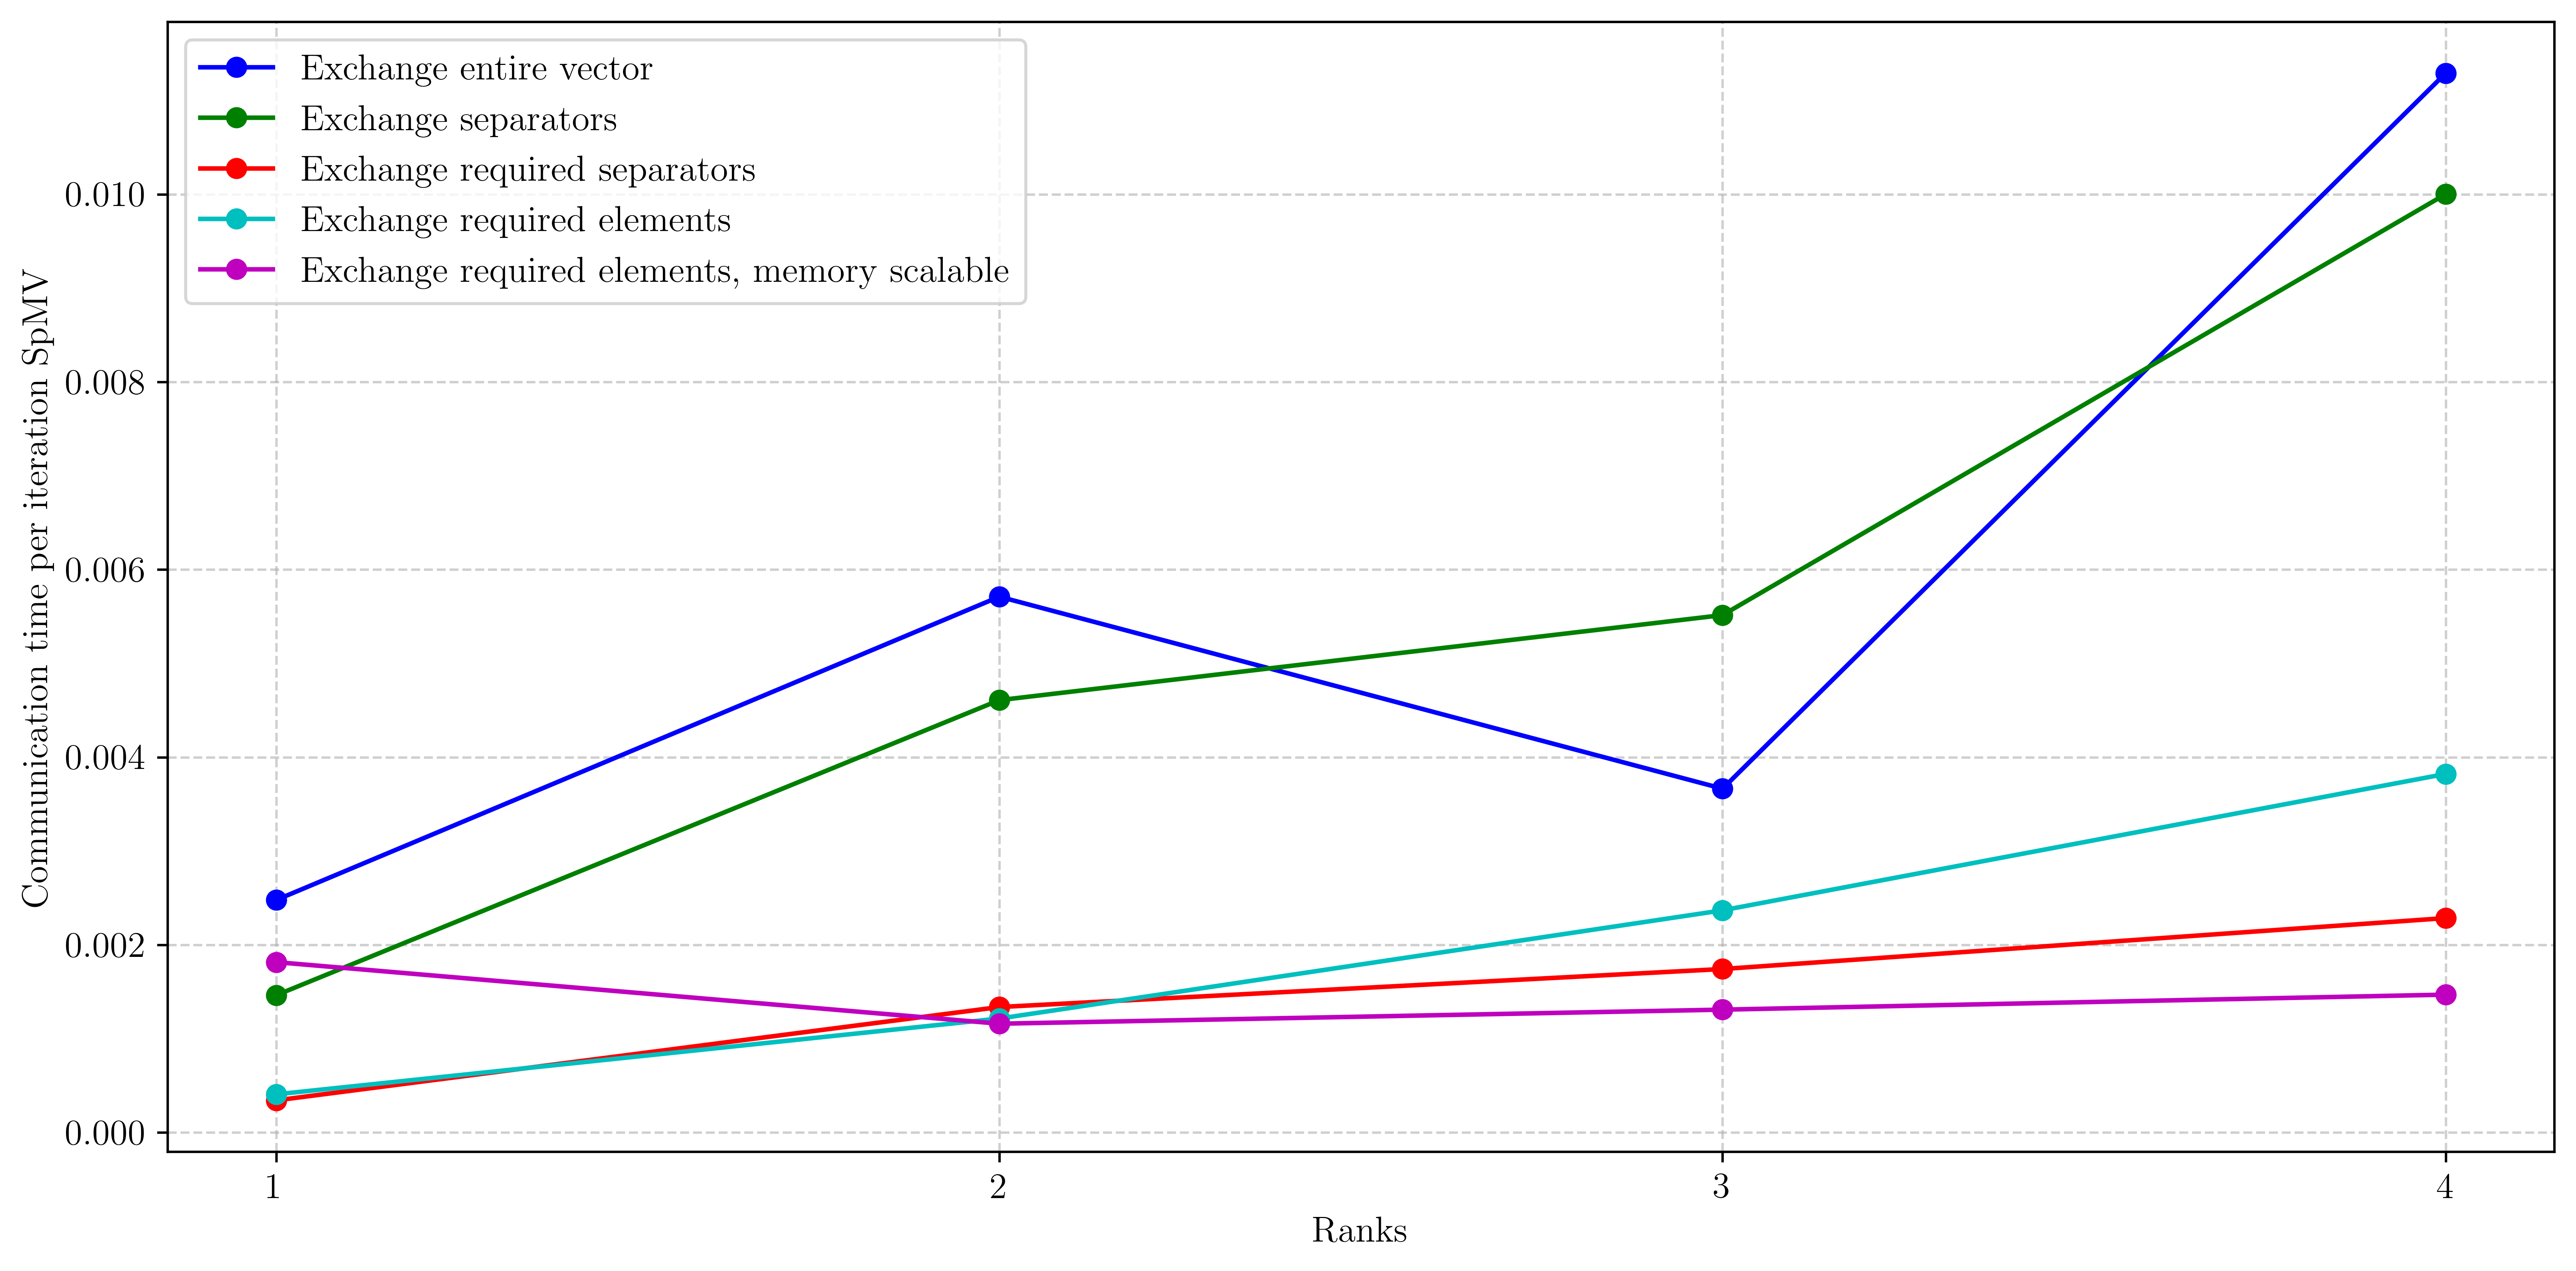 Exchange entire vector
Exchange separators
Exchange required separators
Exchange required elements
Exchange required elements, memory scalable
Communication time per iteration SpMV
0.010
0.008
0.006
0.004
0.002
0.000
1
2
3
4
Ranks